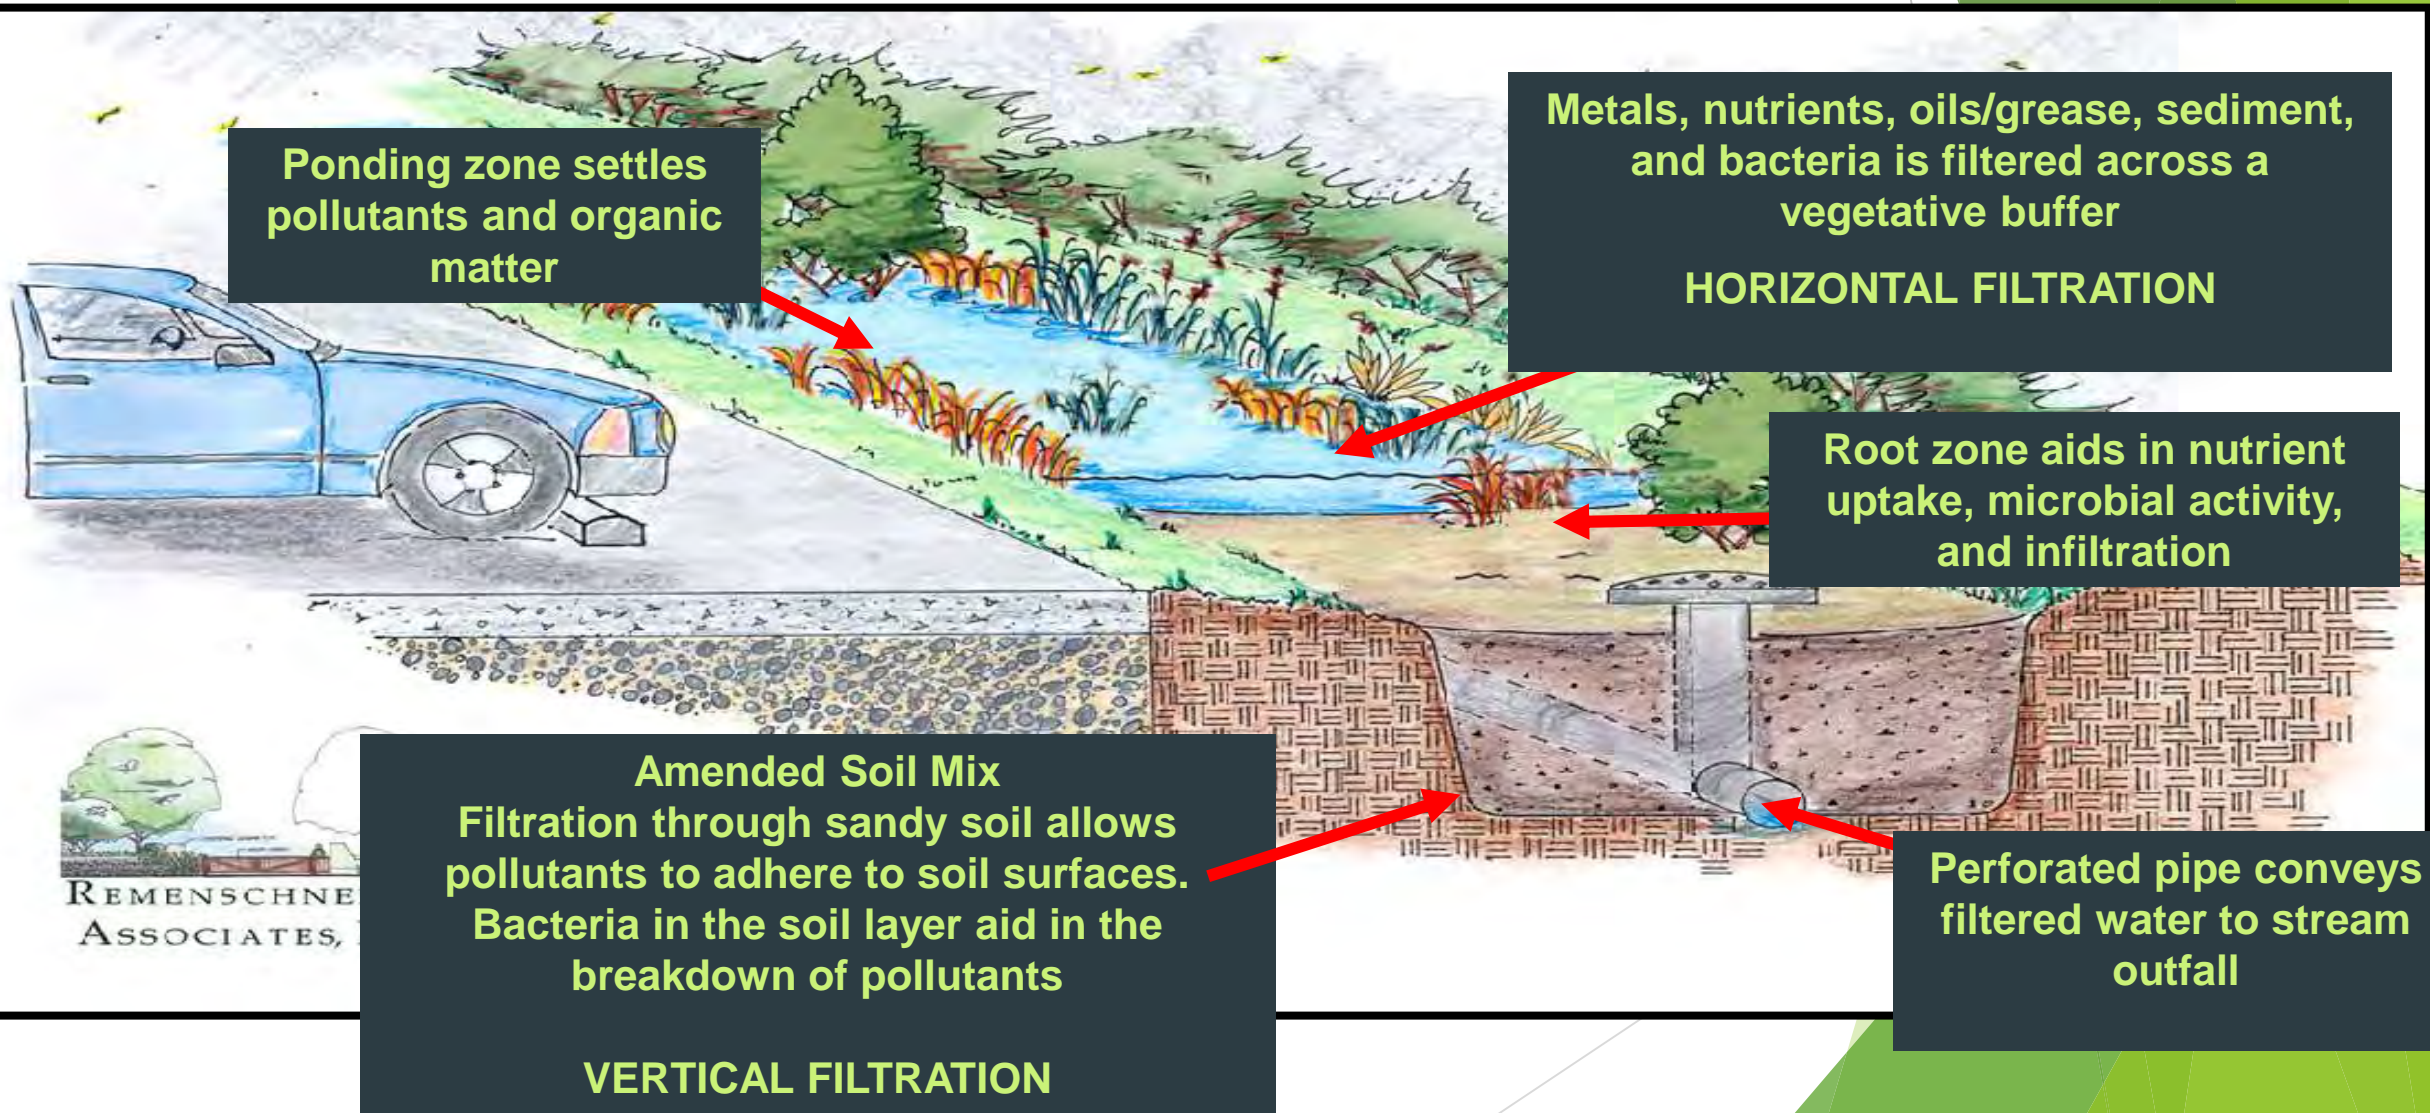 Ponding zone settles
pollutants and organic
matter
Metals, nutrients, oils/grease, sediment,
and bacteria is filtered across a
vegetative buffer
HORIZONTAL FILTRATION
Root zone aids in nutrient
uptake, microbial activity,
and infiltration
Amended Soil Mix
Filtration through sandy soil allows
pollutants to adhere to soil surfaces.
Bacteria in the soil layer aid in the
breakdown of pollutants
VERTICAL FILTRATION
Perforated pipe conveys
filtered water to stream
outfall
REMENSCHNE
ASSOCIATES,